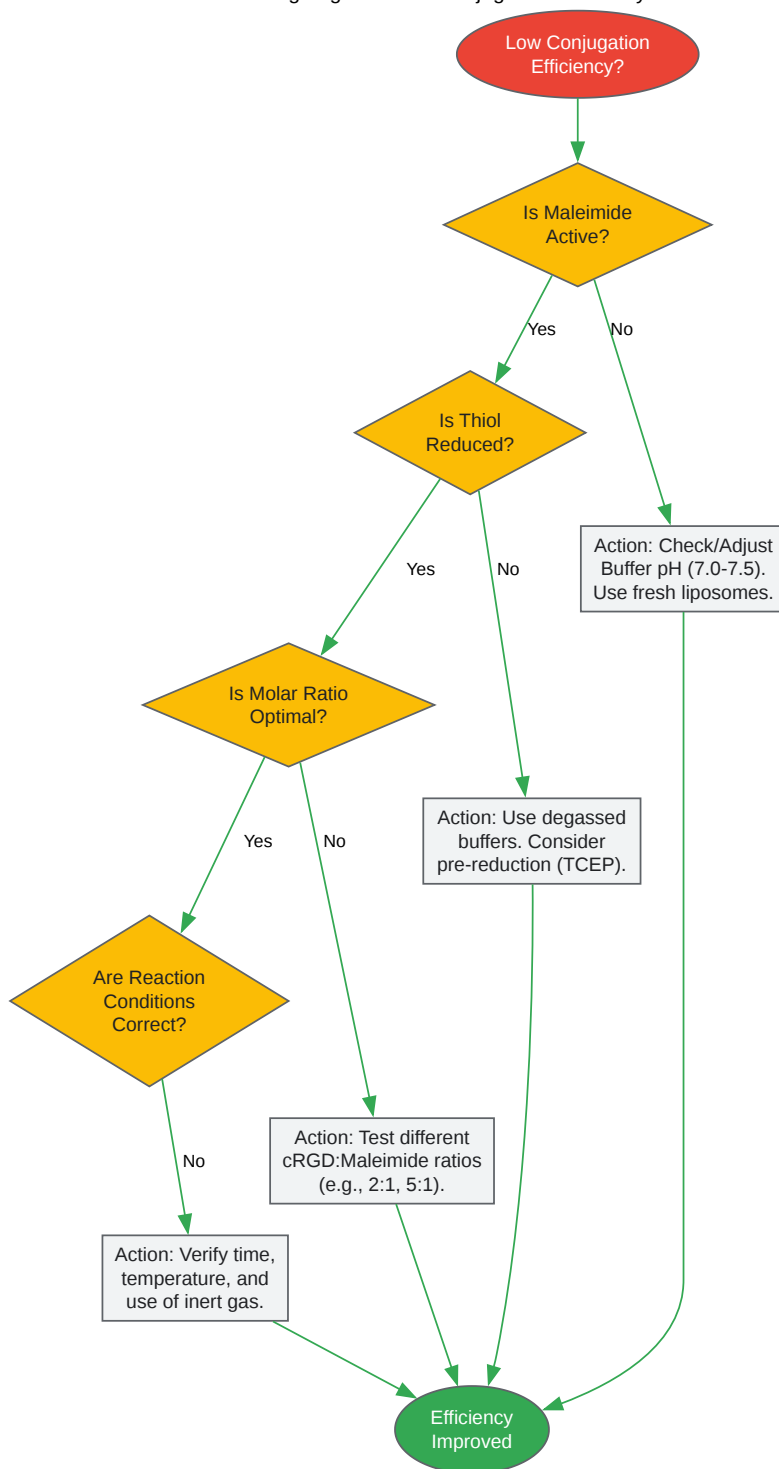 Low Conjugation
Efficiency?
Is Maleimide
Active?
Yes
No
Is Thiol
Reduced?
Action: Check/Adjust
Buffer pH (7.0-7.5).
Use fresh liposomes.
Yes
No
Is Molar Ratio
Optimal?
Action: Use degassed
buffers. Consider
pre-reduction (TCEP).
Yes
No
Are Reaction
Conditions
Correct?
Action: Test different
cRGD:Maleimide ratios
(e.g., 2:1, 5:1).
No
Action: Verify time,
temperature, and
use of inert gas.
Efficiency
Improved